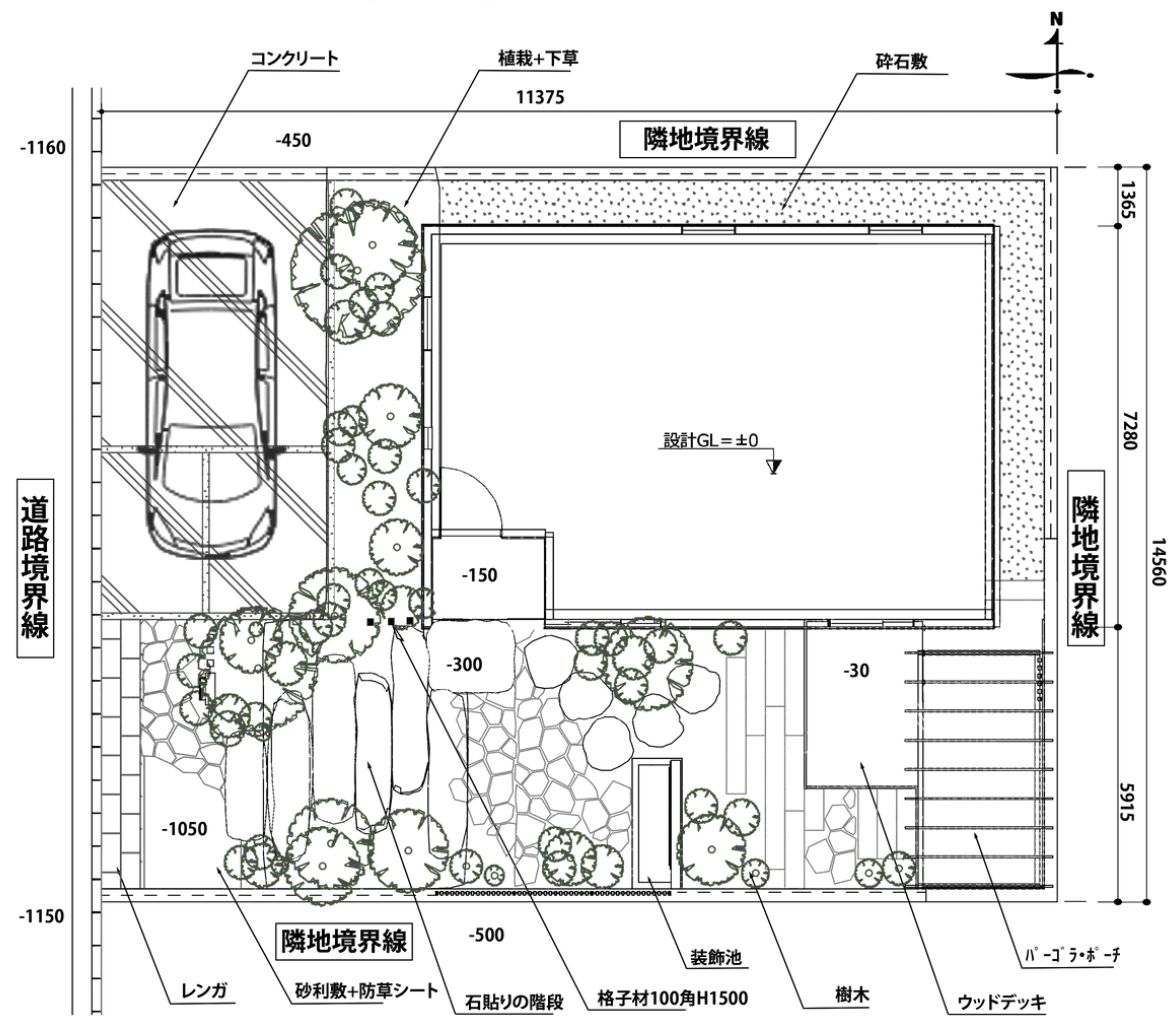 N
コンクリート
植栽+下草
砕石敷
11375
-1160
-450
隣地境界線
1365
設計GL=±0
7280
道路境界線
隣地境界線
14560
-150
-300
-30
5915
-1050
-1150
隣地境界線
-500
装飾池
ﾊﾟｰｺﾞﾗ・ﾎﾟｰﾁ
レンガ
砂利敷+防草シート
石貼りの階段
格子材100角H1500
樹木
ウッドデッキ